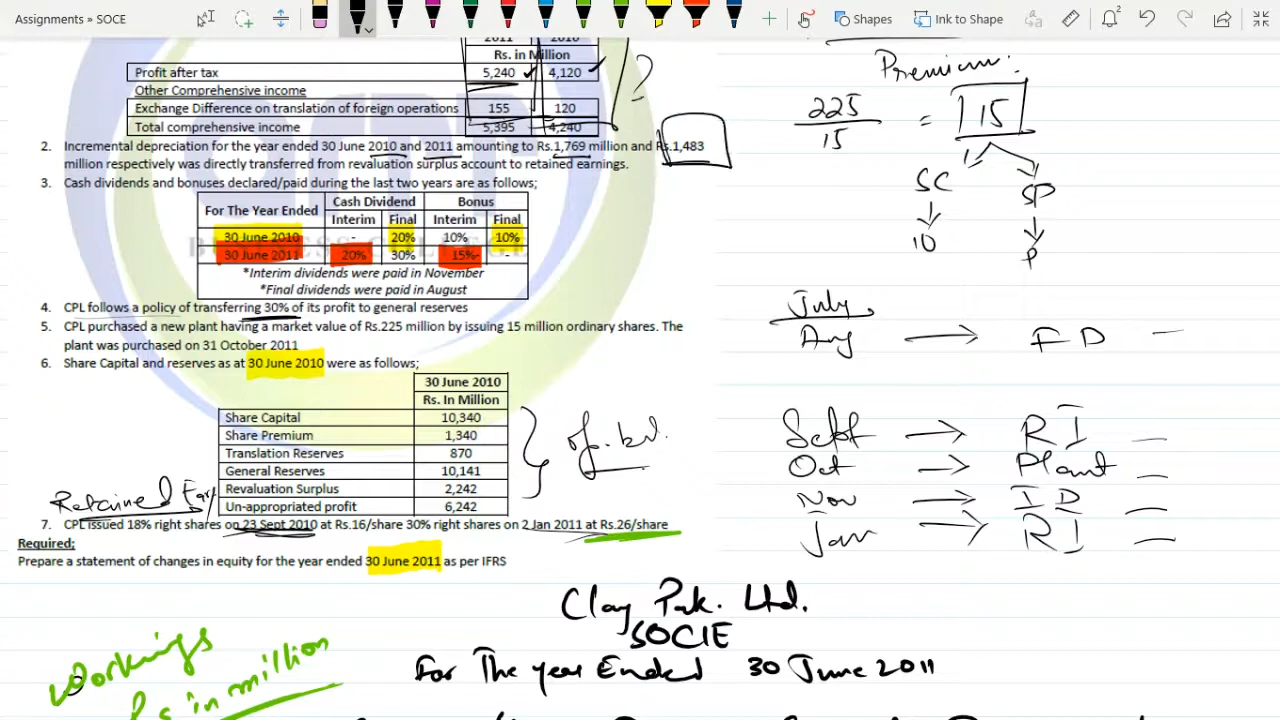 Assignments » SOCE
Shapes
Ink to Shape
2011 2010
Rs. in Million
Profit after tax 5,240 4,120
Other Comprehensive income
Exchange Difference on translation of foreign operations 155 120
Total comprehensive income 5,395 4,240
?
2. Incremental depreciation for the year ended 30 June 2010 and 2011 amounting to Rs.1,769 million and Rs.1,483
million respectively was directly transferred from revaluation surplus account to retained earnings.
3. Cash dividends and bonuses declared/paid during the last two years are as follows;
For The Year Ended Cash Dividend Bonus
Interim Final Interim Final
30 June 2010 - 20% 10% 10%
30 June 2011 20% 30% 15%- -
*Interim dividends were paid in November
*Final dividends were paid in August
4. CPL follows a policy of transferring 30% of its profit to general reserves
5. CPL purchased a new plant having a market value of Rs.225 million by issuing 15 million ordinary shares. The
plant was purchased on 31 October 2011
6. Share Capital and reserves as at 30 June 2010 were as follows;
30 June 2010
Rs. In Million
Share Capital 10,340
Share Premium 1,340
Translation Reserves 870
General Reserves 10,141
Revaluation Surplus 2,242
Un-appropriated profit 6,242
Retained
7. CPL issued 18% right shares on 23 Sept 2010 at Rs.16/share 30% right shares on 2 Jan 2011 at Rs.26/share
Required;
Prepare a statement of changes in equity for the year ended 30 June 2011 as per IFRS
Premium.
225
15
= 15
SC SP
10 P
July
Aug → FD –
Sept → RI –
Oct → Plant –
Nov → ID –
Jan → RI –
Clay Pak. Ltd.
SOCIE
For The year Ended 30 June 2011
Workings
Rs in million